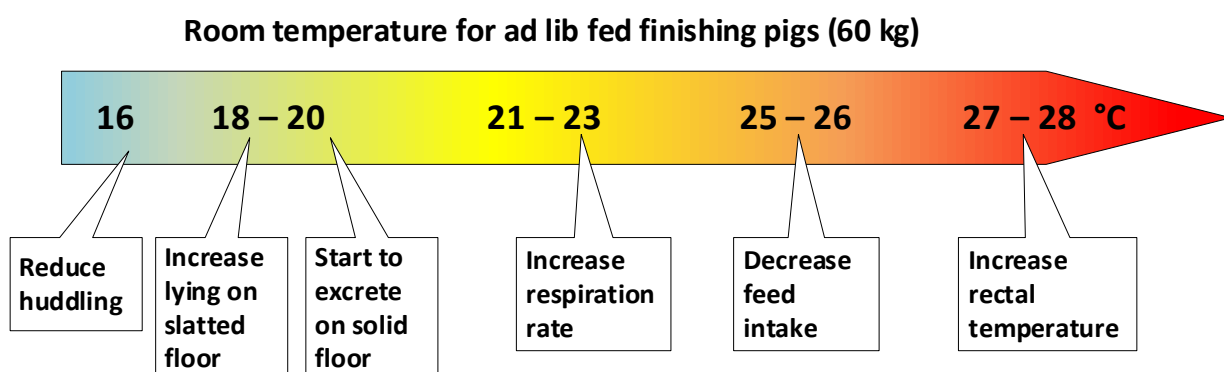 Room temperature for ad lib fed finishing pigs (60 kg)
16 18 – 20 21 – 23 25 – 26 27 – 28 °C
Reduce
huddling
Increase
lying on
slatted
floor
Start to
excrete
on solid
floor
Increase
respiration
rate
Decrease
feed
intake
Increase
rectal
temperature